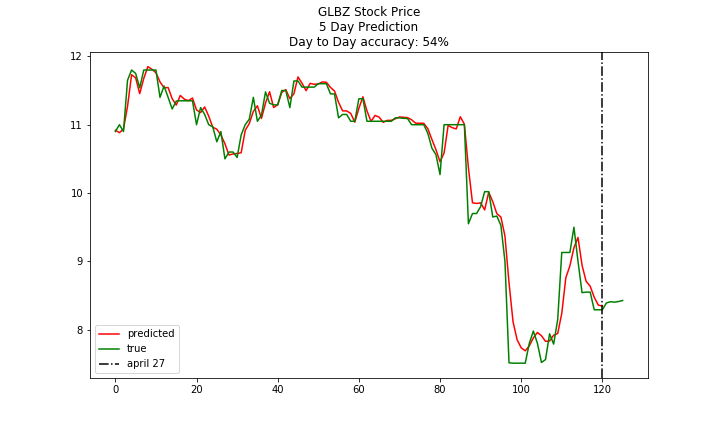 GLBZ Stock Price
5 Day Prediction
Day to Day accuracy: 54%
12
11
10
9
8
predicted
true
april 27
0 20 40 60 80 100 120